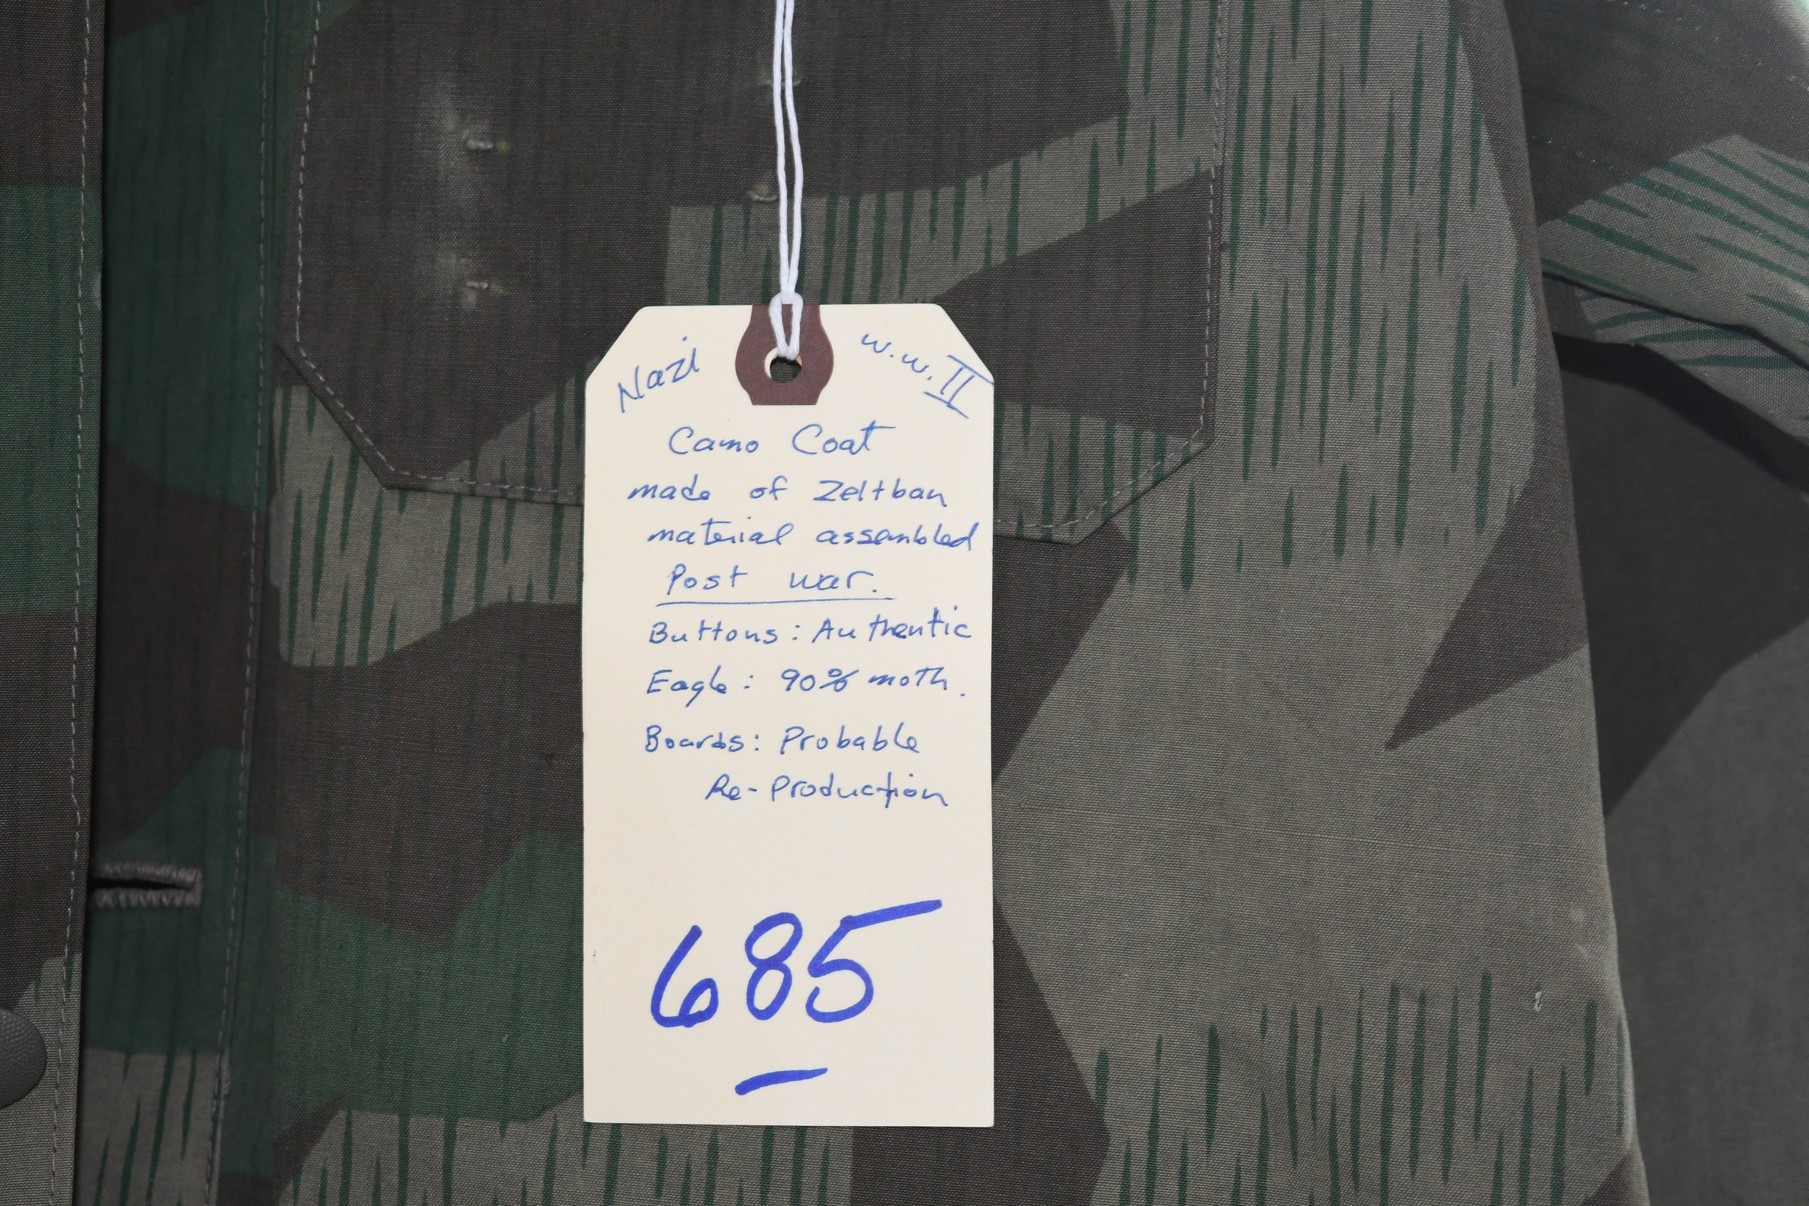 Nazi W.W. II
Camo Coat
made of Zeltban
material assembled
Post war.
Buttons: Authentic
Eagle: 90% moth.
Boards: Probable
Re-Production
685